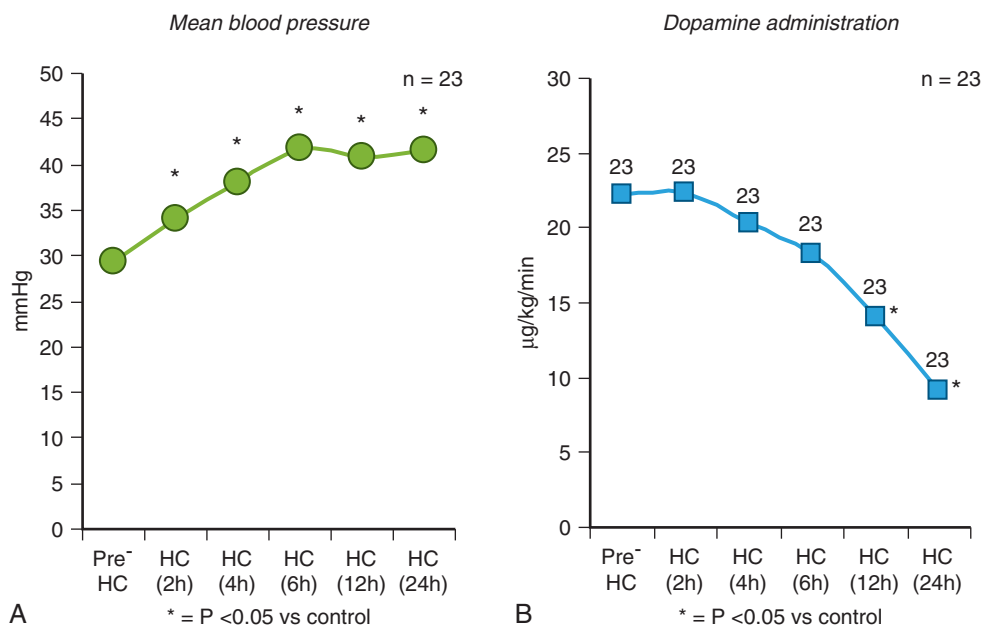 Mean blood pressure
n = 23
50
45
40
35
30
25
20
15
10
5
0
mmHg
*
*
*
*
*
Pre-
HC
HC
(2h)
HC
(4h)
HC
(6h)
HC
(12h)
HC
(24h)
A
* = P <0.05 vs control
Dopamine administration
n = 23
30
25
20
15
10
5
0
µg/kg/min
23
23
23
23
23
*
23
*
Pre-
HC
HC
(2h)
HC
(4h)
HC
(6h)
HC
(12h)
HC
(24h)
B
* = P <0.05 vs control